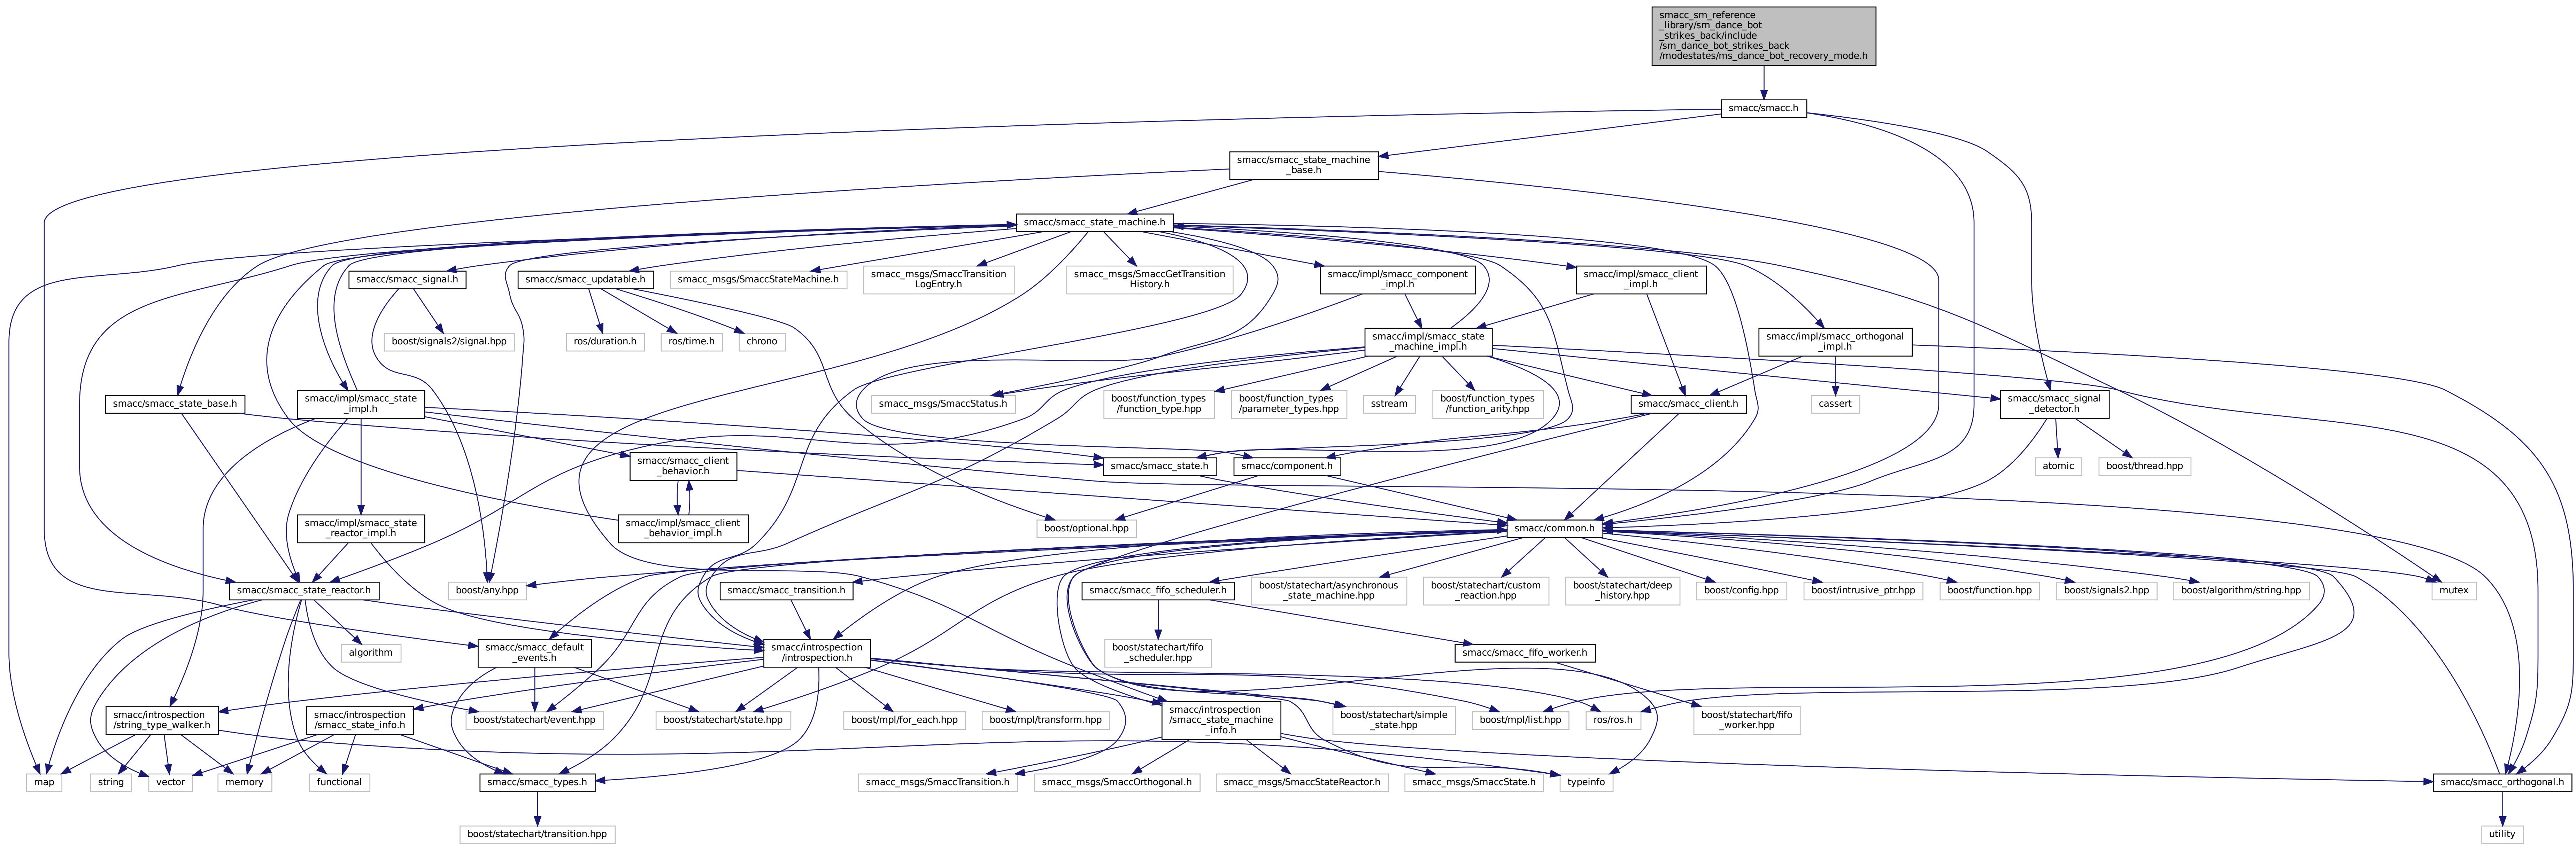 smacc_sm_reference
_library/sm_dance_bot
_strikes_back/include
/sm_dance_bot_strikes_back
/modestates/ms_dance_bot_recovery_mode.h
smacc/smacc.h
smacc/smacc_state_machine
_base.h
smacc/smacc_state_machine.h
smacc/smacc_signal.h
smacc/smacc_updatable.h
smacc_msgs/SmaccStateMachine.h
smacc_msgs/SmaccTransition
LogEntry.h
smacc_msgs/SmaccGetTransition
History.h
smacc/impl/smacc_component
_impl.h
smacc/impl/smacc_client
_impl.h
boost/signals2/signal.hpp
ros/duration.h
ros/time.h
chrono
smacc/impl/smacc_state
_machine_impl.h
smacc/impl/smacc_orthogonal
_impl.h
smacc/smacc_state_base.h
smacc/impl/smacc_state
_impl.h
smacc_msgs/SmaccStatus.h
boost/function_types
/function_type.hpp
boost/function_types
/parameter_types.hpp
sstream
boost/function_types
/function_arity.hpp
smacc/smacc_client.h
cassert
smacc/smacc_signal
_detector.h
smacc/smacc_client
_behavior.h
smacc/smacc_state.h
smacc/component.h
atomic
boost/thread.hpp
smacc/impl/smacc_state
_reactor_impl.h
smacc/impl/smacc_client
_behavior_impl.h
boost/optional.hpp
smacc/common.h
smacc/smacc_state_reactor.h
boost/any.hpp
smacc/smacc_transition.h
smacc/smacc_fifo_scheduler.h
boost/statechart/asynchronous
_state_machine.hpp
boost/statechart/custom
_reaction.hpp
boost/statechart/deep
_history.hpp
boost/config.hpp
boost/intrusive_ptr.hpp
boost/function.hpp
boost/signals2.hpp
boost/algorithm/string.hpp
mutex
algorithm
smacc/smacc_default
_events.h
smacc/introspection
/introspection.h
boost/statechart/fifo
_scheduler.hpp
smacc/smacc_fifo_worker.h
smacc/introspection
/string_type_walker.h
smacc/introspection
/smacc_state_info.h
boost/statechart/event.hpp
boost/statechart/state.hpp
boost/mpl/for_each.hpp
boost/mpl/transform.hpp
smacc/introspection
/smacc_state_machine
_info.h
boost/statechart/simple
_state.hpp
boost/mpl/list.hpp
ros/ros.h
boost/statechart/fifo
_worker.hpp
map
string
vector
memory
functional
smacc/smacc_types.h
smacc_msgs/SmaccTransition.h
smacc_msgs/SmaccOrthogonal.h
smacc_msgs/SmaccStateReactor.h
smacc_msgs/SmaccState.h
typeinfo
smacc/smacc_orthogonal.h
boost/statechart/transition.hpp
utility